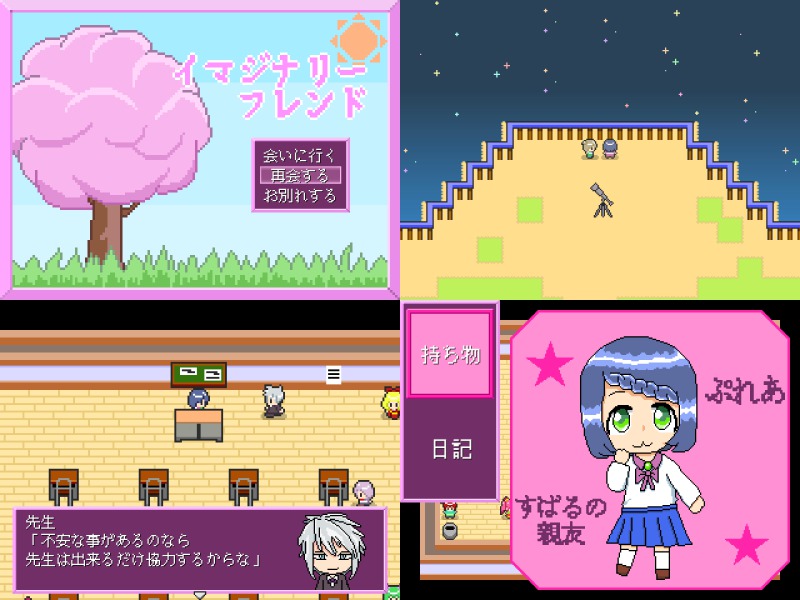 イマジナリー
フレンド
会いに行く
再会する
お別れする
先生
「不安な事があるのなら
先生は出来るだけ協力するからな」
持ち物
日記
ぷれあ
すぱるの
親友